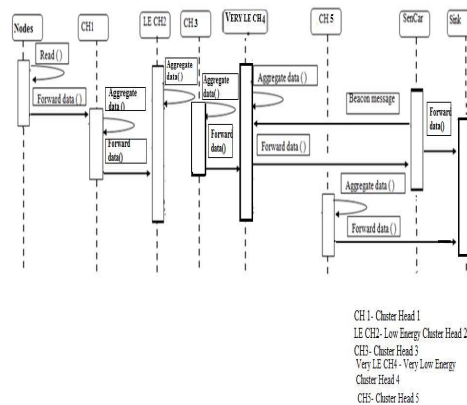 Nodes
CH1
LE CH2
CH 3
VERY LE CH4
CH 5
SenCar
Sink
Read ( )
Forward data ( )
Aggregate
data( )
Forward
data()
Aggregate
data()
Aggregate
data()
Forward
data()
Aggregate data ( )
Beacon message
Forward
data()
Forward data ( )
Aggregate data ( )
Forward data ( )
CH 1- Cluster Head 1
LE CH2- Low Energy Cluster Head 2
CH3- Cluster Head 3
Very LE CH4 - Very Low Energy
Cluster Head 4
CH5- Cluster Head 5